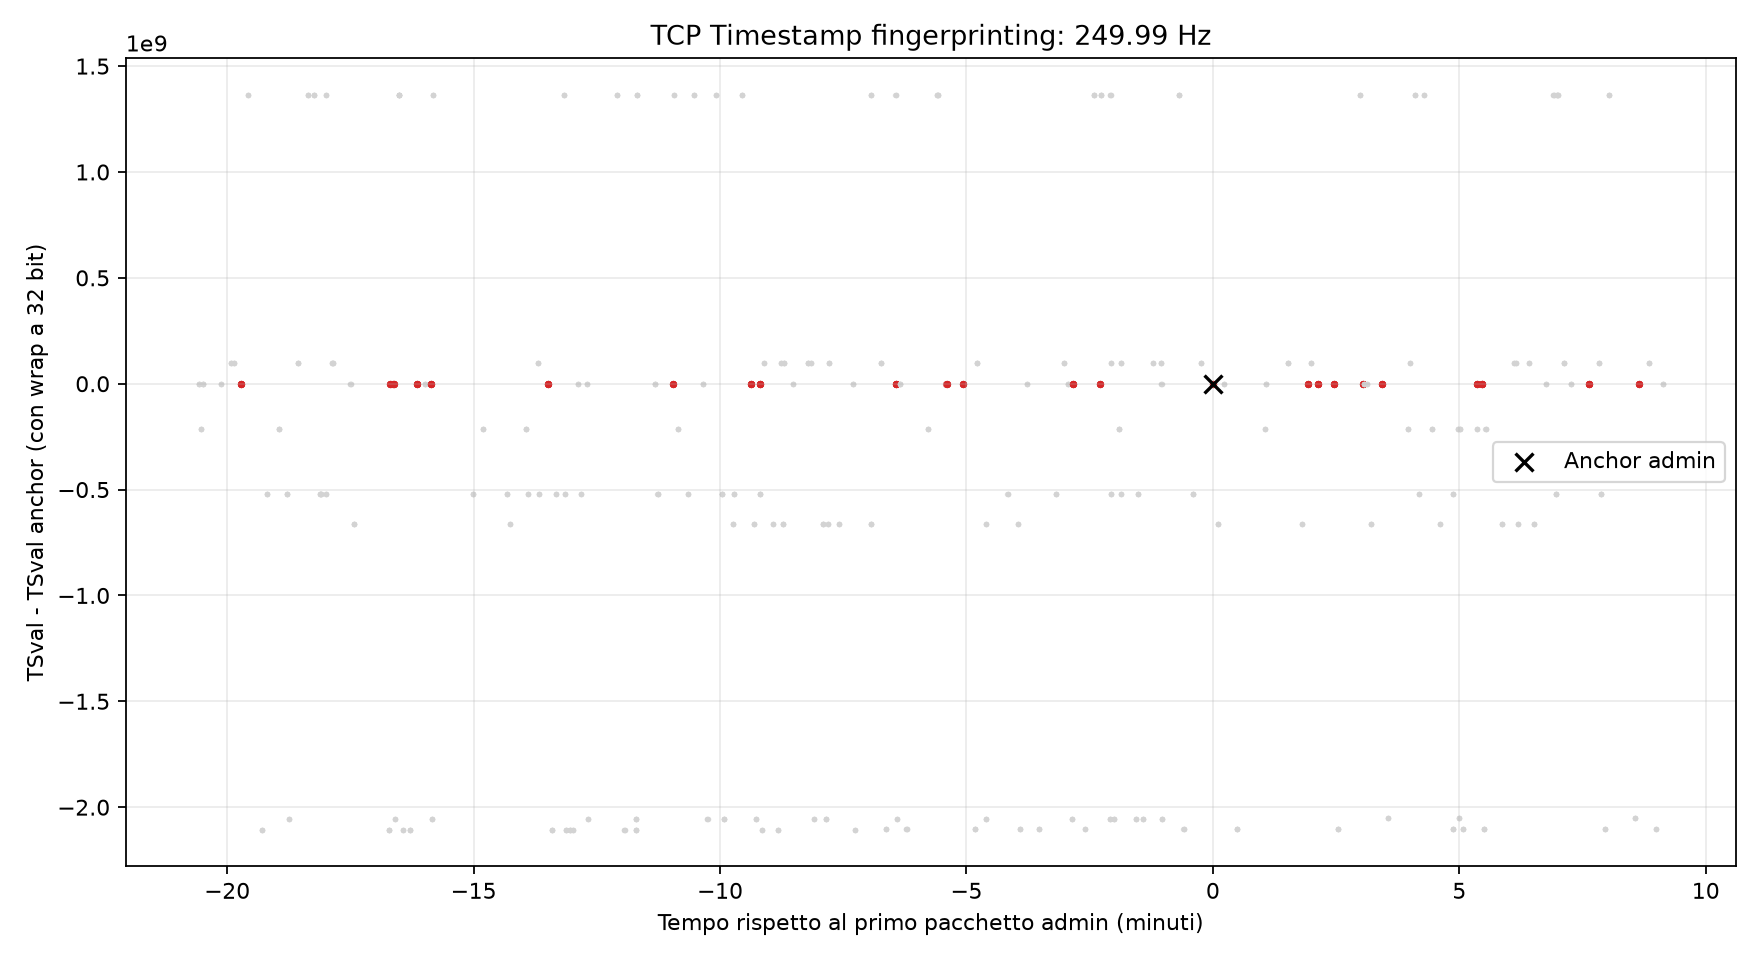 TCP Timestamp fingerprinting: 249.99 Hz
1e9
1.5
1.0
0.5
0.0
−0.5
−1.0
−1.5
−2.0
TSval - TSval anchor (con wrap a 32 bit)
Anchor admin
−20 −15 −10 −5 0 5 10
Tempo rispetto al primo pacchetto admin (minuti)